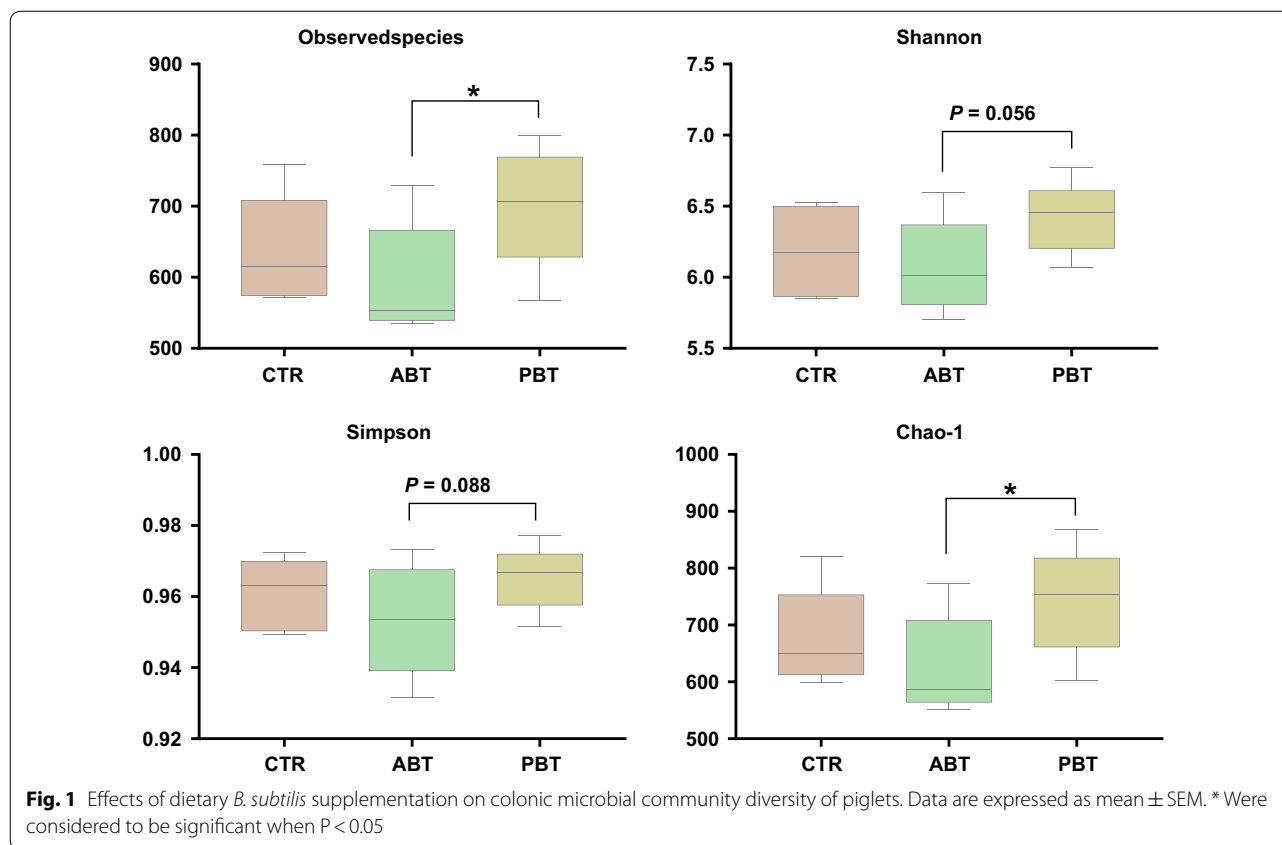 Observedspecies
900
800
700
600
500
*
CTR ABT PBT
Shannon
7.5
7.0
6.5
6.0
5.5
P = 0.056
CTR ABT PBT
Simpson
1.00
0.98
0.96
0.94
0.92
P = 0.088
CTR ABT PBT
Chao-1
1000
900
800
700
600
500
*
CTR ABT PBT
Fig. 1 Effects of dietary B. subtilis supplementation on colonic microbial community diversity of piglets. Data are expressed as mean ± SEM. * Were
considered to be significant when P < 0.05